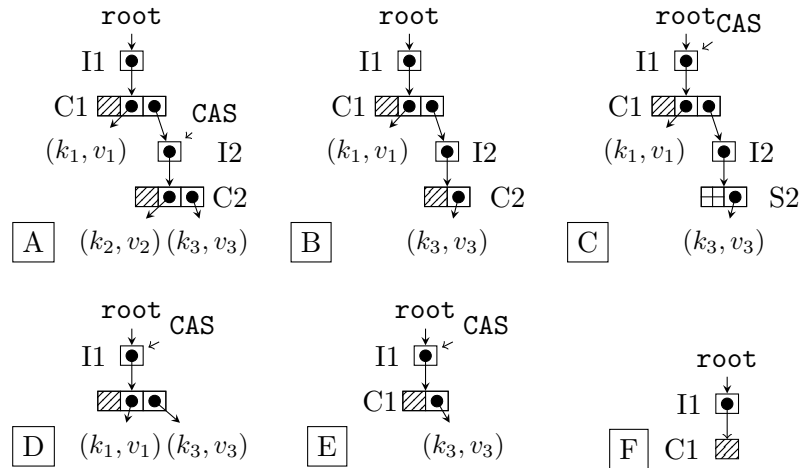 root
I1
C1
CAS
(k1, v1)
I2
C2
A
(k2, v2) (k3, v3)
root
I1
C1
(k1, v1)
I2
C2
B
(k3, v3)
root
CAS
I1
C1
(k1, v1)
I2
S2
C
(k3, v3)
root
CAS
I1
D
(k1, v1) (k3, v3)
root
CAS
I1
C1
E
(k3, v3)
root
I1
F
C1